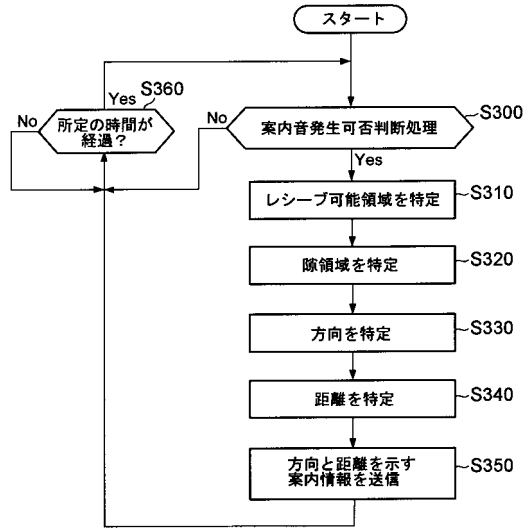 スタート
Yes
S360
No
所定の時間が
経過?
No
案内音発生可否判断処理
S300
Yes
レシーブ可能領域を特定
S310
隙領域を特定
S320
方向を特定
S330
距離を特定
S340
方向と距離を示す
案内情報を送信
S350